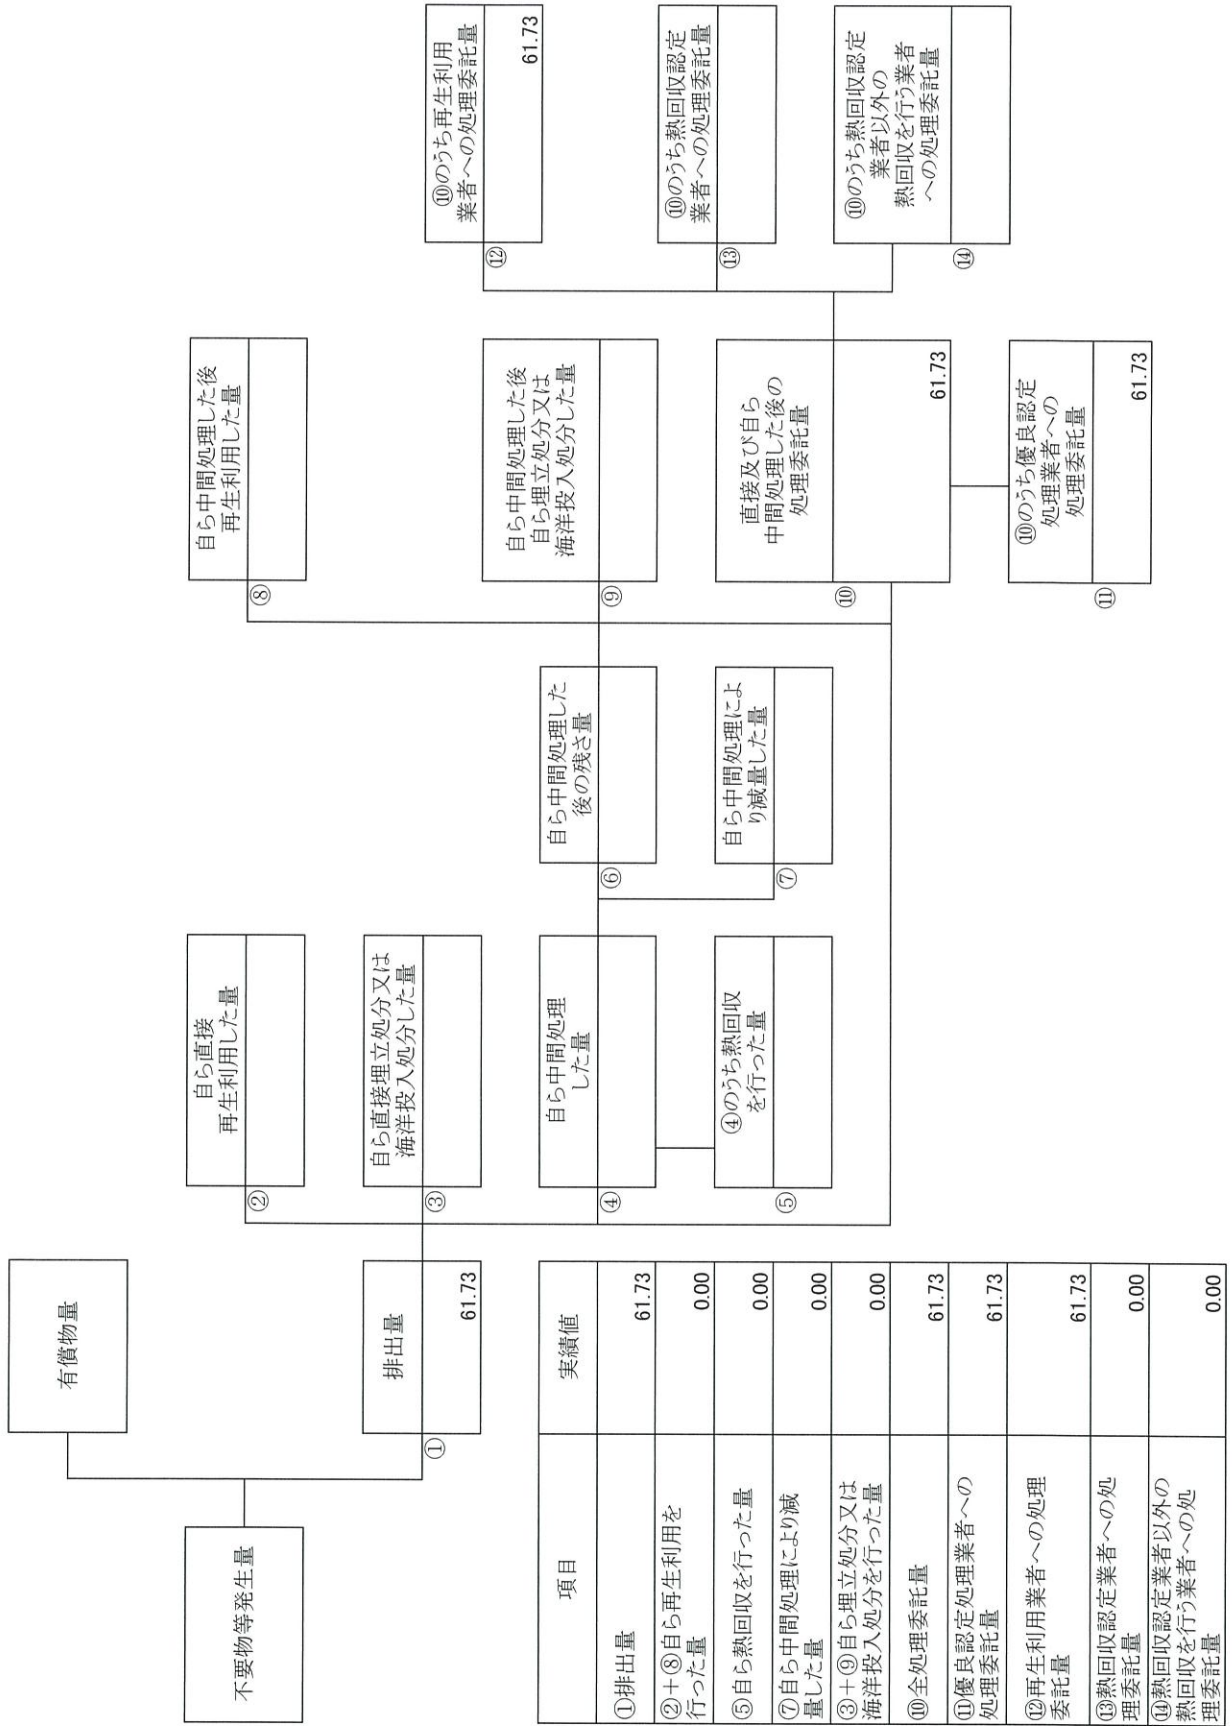 有償物量
不要物等発生量
排出量
①
61.73
自ら直接
再生利用した量
②
自ら直接埋立処分又は
海洋投入処分した量
③
自ら中間処理
した量
④
④のうち熱回収
を行った量
⑤
自ら中間処理した
後の残さ量
⑥
自ら中間処理によ
り減量した量
⑦
自ら中間処理した後
再生利用した量
⑧
自ら中間処理した後
自ら埋立処分又は
海洋投入処分した量
⑨
直接及び自ら
中間処理した後の
処理委託量
⑩
61.73
⑩のうち優良認定
処理業者への
処理委託量
⑪
61.73
⑩のうち再生利用
業者への処理委託量
⑫
61.73
⑩のうち熱回収認定
業者への処理委託量
⑬
⑩のうち熱回収認定
業者以外の
熱回収を行う業者
への処理委託量
⑭
項目 実績値
①排出量 61.73
②+⑧自ら再生利用を
行った量 0.00
⑤自ら熱回収を行った量 0.00
⑦自ら中間処理により減
量した量 0.00
③+⑨自ら埋立処分又は
海洋投入処分を行った量 0.00
⑩全処理委託量 61.73
⑪優良認定処理業者への
処理委託量 61.73
⑫再生利用業者への処理
委託量 61.73
⑬熱回収認定業者への処
理委託量 0.00
⑭熱回収認定業者以外の
熱回収を行う業者への処
理委託量 0.00